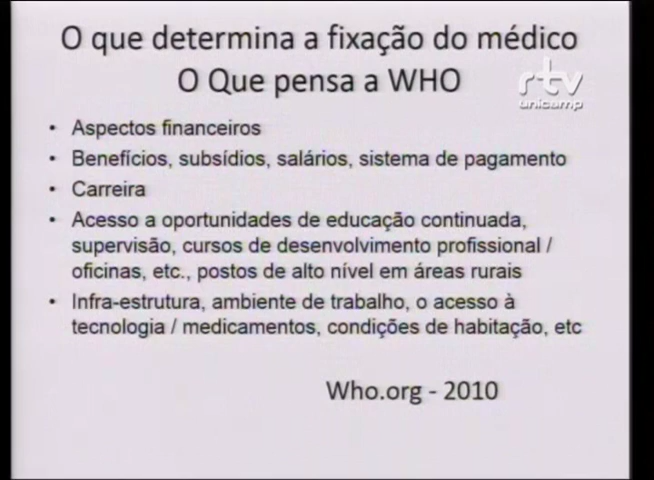 O que determina a fixação do médico
O Que pensa a WHO
rtv
unicamp
• Aspectos financeiros
• Benefícios, subsídios, salários, sistema de pagamento
• Carreira
• Acesso a oportunidades de educação continuada,
supervisão, cursos de desenvolvimento profissional /
oficinas, etc., postos de alto nível em áreas rurais
• Infra-estrutura, ambiente de trabalho, o acesso à
tecnologia / medicamentos, condições de habitação, etc
Who.org - 2010